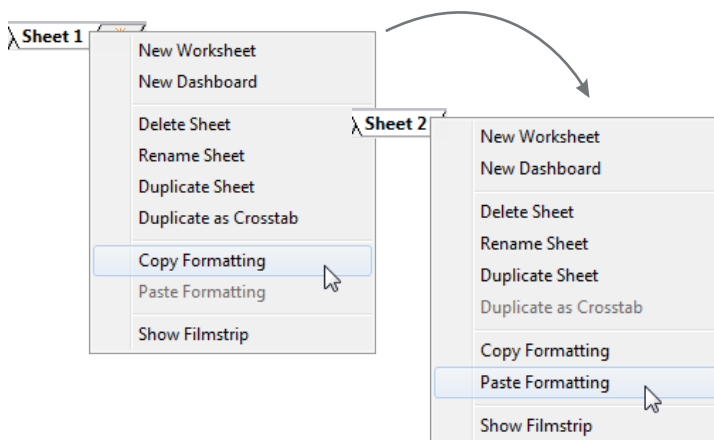 Sheet 1
New Worksheet
New Dashboard
Delete Sheet
Rename Sheet
Duplicate Sheet
Duplicate as Crosstab
Copy Formatting
Paste Formatting
Show Filmstrip
Sheet 2
New Worksheet
New Dashboard
Delete Sheet
Rename Sheet
Duplicate Sheet
Duplicate as Crosstab
Copy Formatting
Paste Formatting
Show Filmstrip